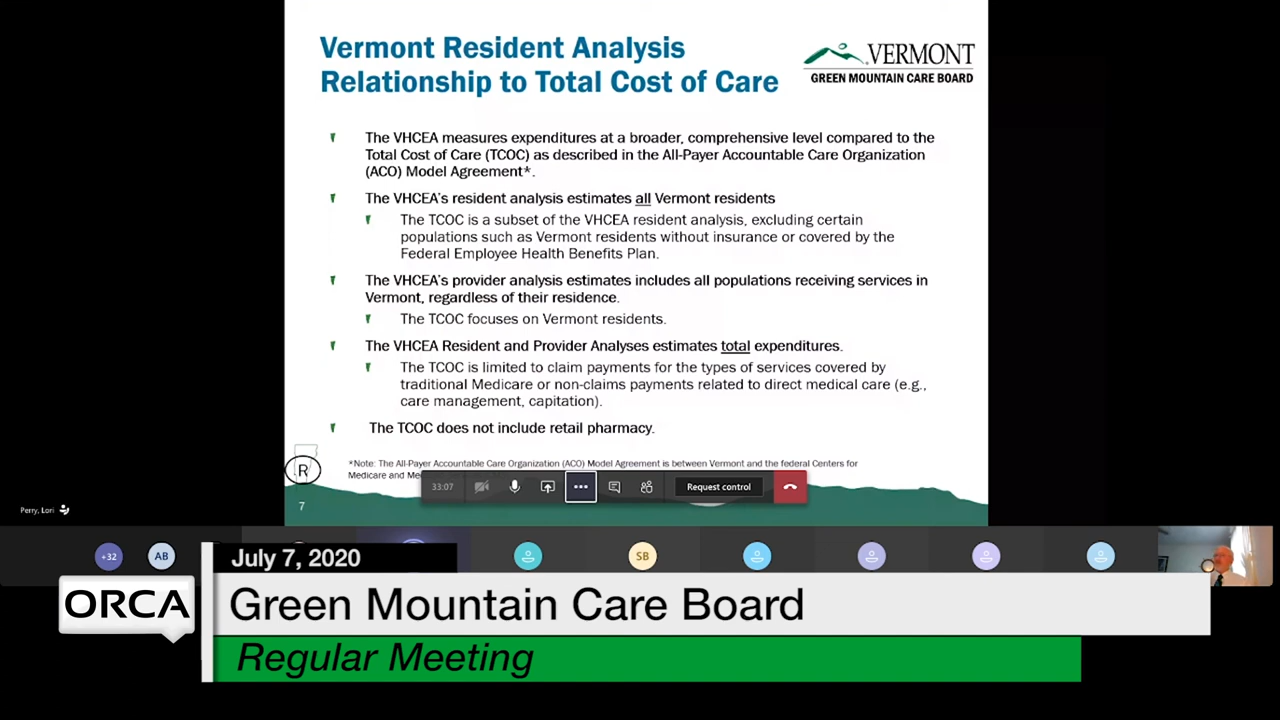 Vermont Resident Analysis
Relationship to Total Cost of Care
VERMONT
GREEN MOUNTAIN CARE BOARD
The VHCEA measures expenditures at a broader, comprehensive level compared to the
Total Cost of Care (TCOC) as described in the All-Payer Accountable Care Organization
(ACO) Model Agreement*.
The VHCEA's resident analysis estimates all Vermont residents
The TCOC is a subset of the VHCEA resident analysis, excluding certain
populations such as Vermont residents without insurance or covered by the
Federal Employee Health Benefits Plan.
The VHCEA's provider analysis estimates includes all populations receiving services in
Vermont, regardless of their residence.
The TCOC focuses on Vermont residents.
The VHCEA Resident and Provider Analyses estimates total expenditures.
The TCOC is limited to claim payments for the types of services covered by
traditional Medicare or non-claims payments related to direct medical care (e.g.,
care management, capitation).
The TCOC does not include retail pharmacy.
R
*Note: The All-Payer Accountable Care Organization (ACO) Model Agreement is between Vermont and the federal Centers for
Medicare and Me
33:07
Request control
7
Perry, Lori
+32
AB
SB
July 7, 2020
ORCA
Green Mountain Care Board
Regular Meeting